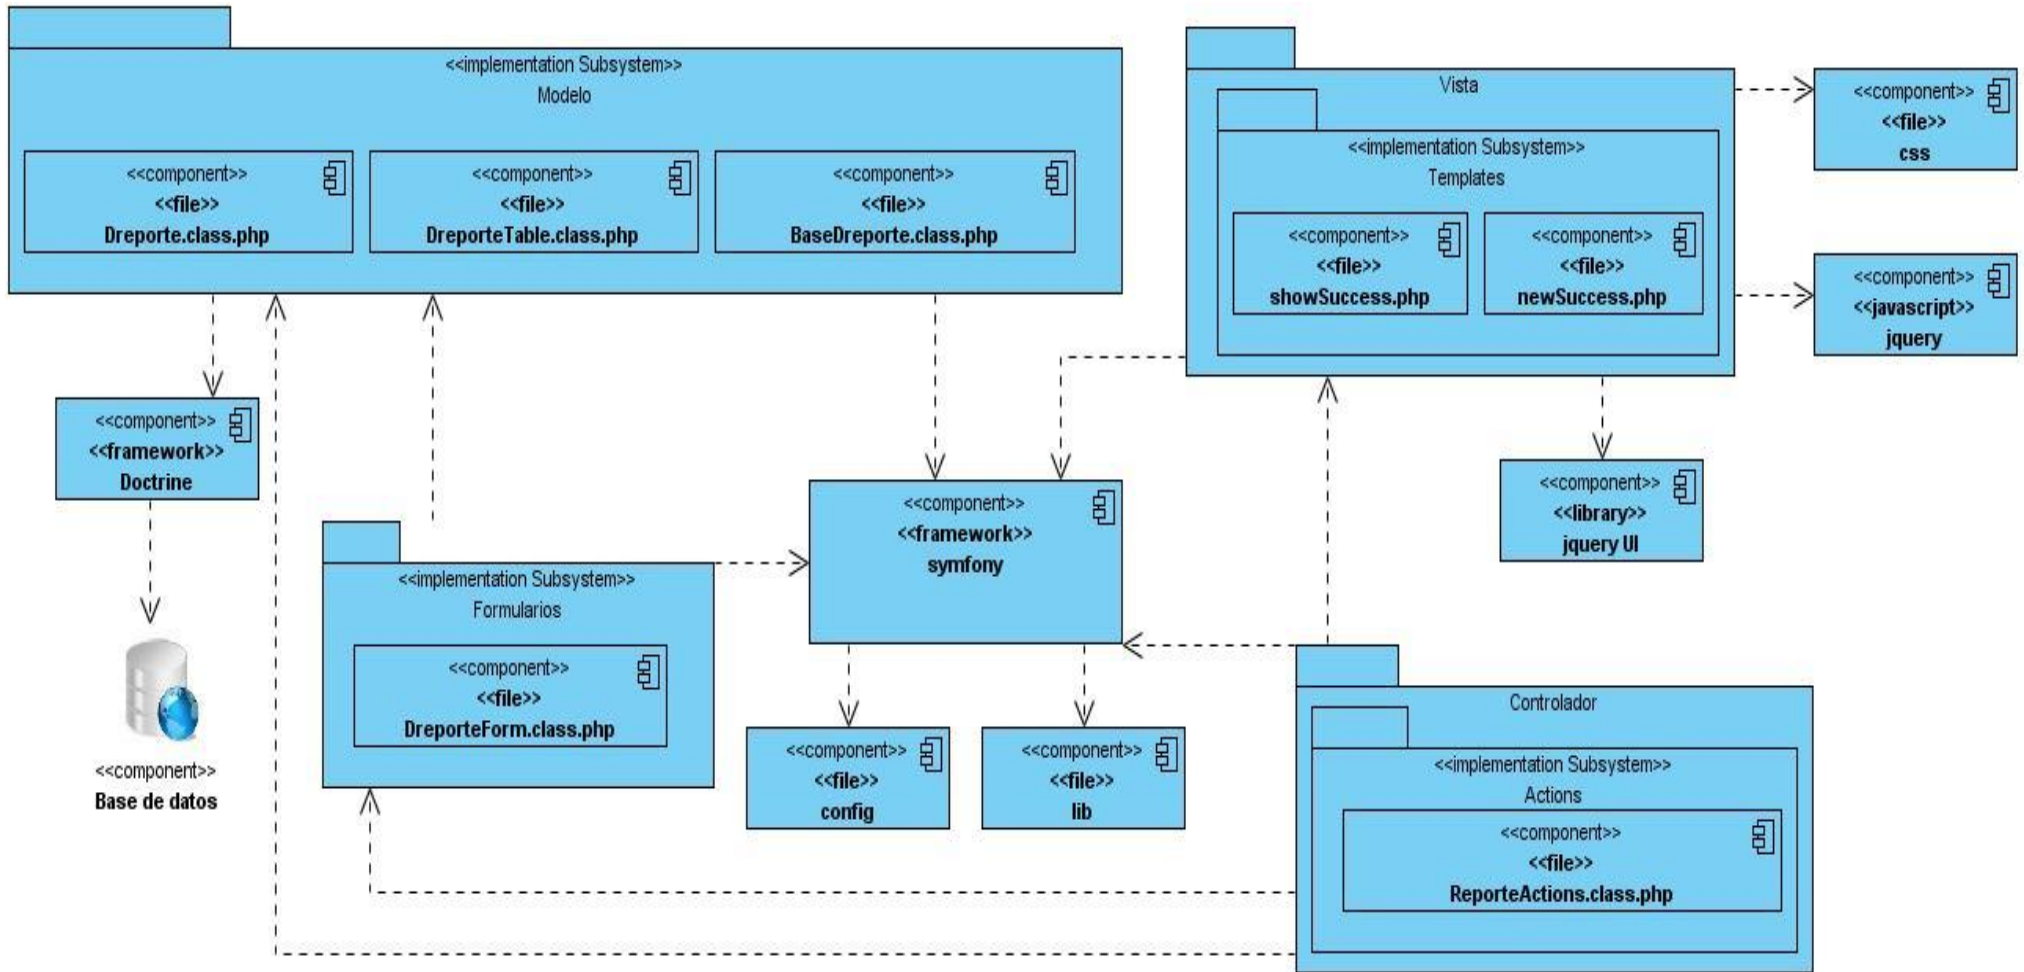 <<implementation Subsystem>>
Modelo
<<component>>
<<file>>
Dreporte.class.php
<<component>>
<<file>>
DreporteTable.class.php
<<component>>
<<file>>
BaseDreporte.class.php
Vista
<<implementation Subsystem>>
Templates
<<component>>
<<file>>
showSuccess.php
<<component>>
<<file>>
newSuccess.php
<<component>>
<<file>>
css
<<component>>
<<javascript>>
jquery
<<component>>
<<framework>>
Doctrine
<<component>>
<<library>>
jquery UI
<<component>>
<<framework>>
symfony
<<implementation Subsystem>>
Formularios
<<component>>
<<file>>
DreporteForm.class.php
<<component>>
Base de datos
<<component>>
<<file>>
config
<<component>>
<<file>>
lib
Controlador
<<implementation Subsystem>>
Actions
<<component>>
<<file>>
ReporteActions.class.php